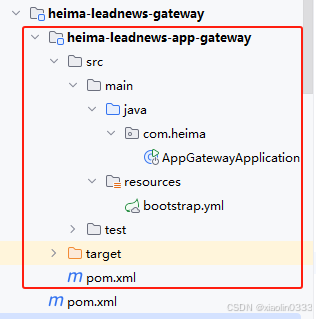 heima-leadnews-gateway
heima-leadnews-app-gateway
src
main
java
com.heima
AppGatewayApplication
resources
bootstrap.yml
test
target
m pom.xml
m pom.xml
CSDN @xiaolin0333